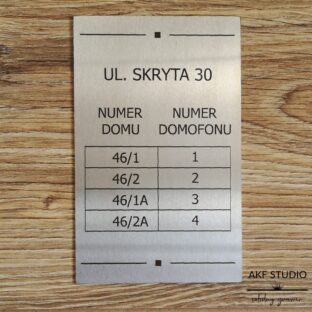 UL. SKRYTA 30
NUMER DOMU NUMER DOMOFONU
46/1 1
46/2 2
46/1A 3
46/2A 4
AKF STUDIO